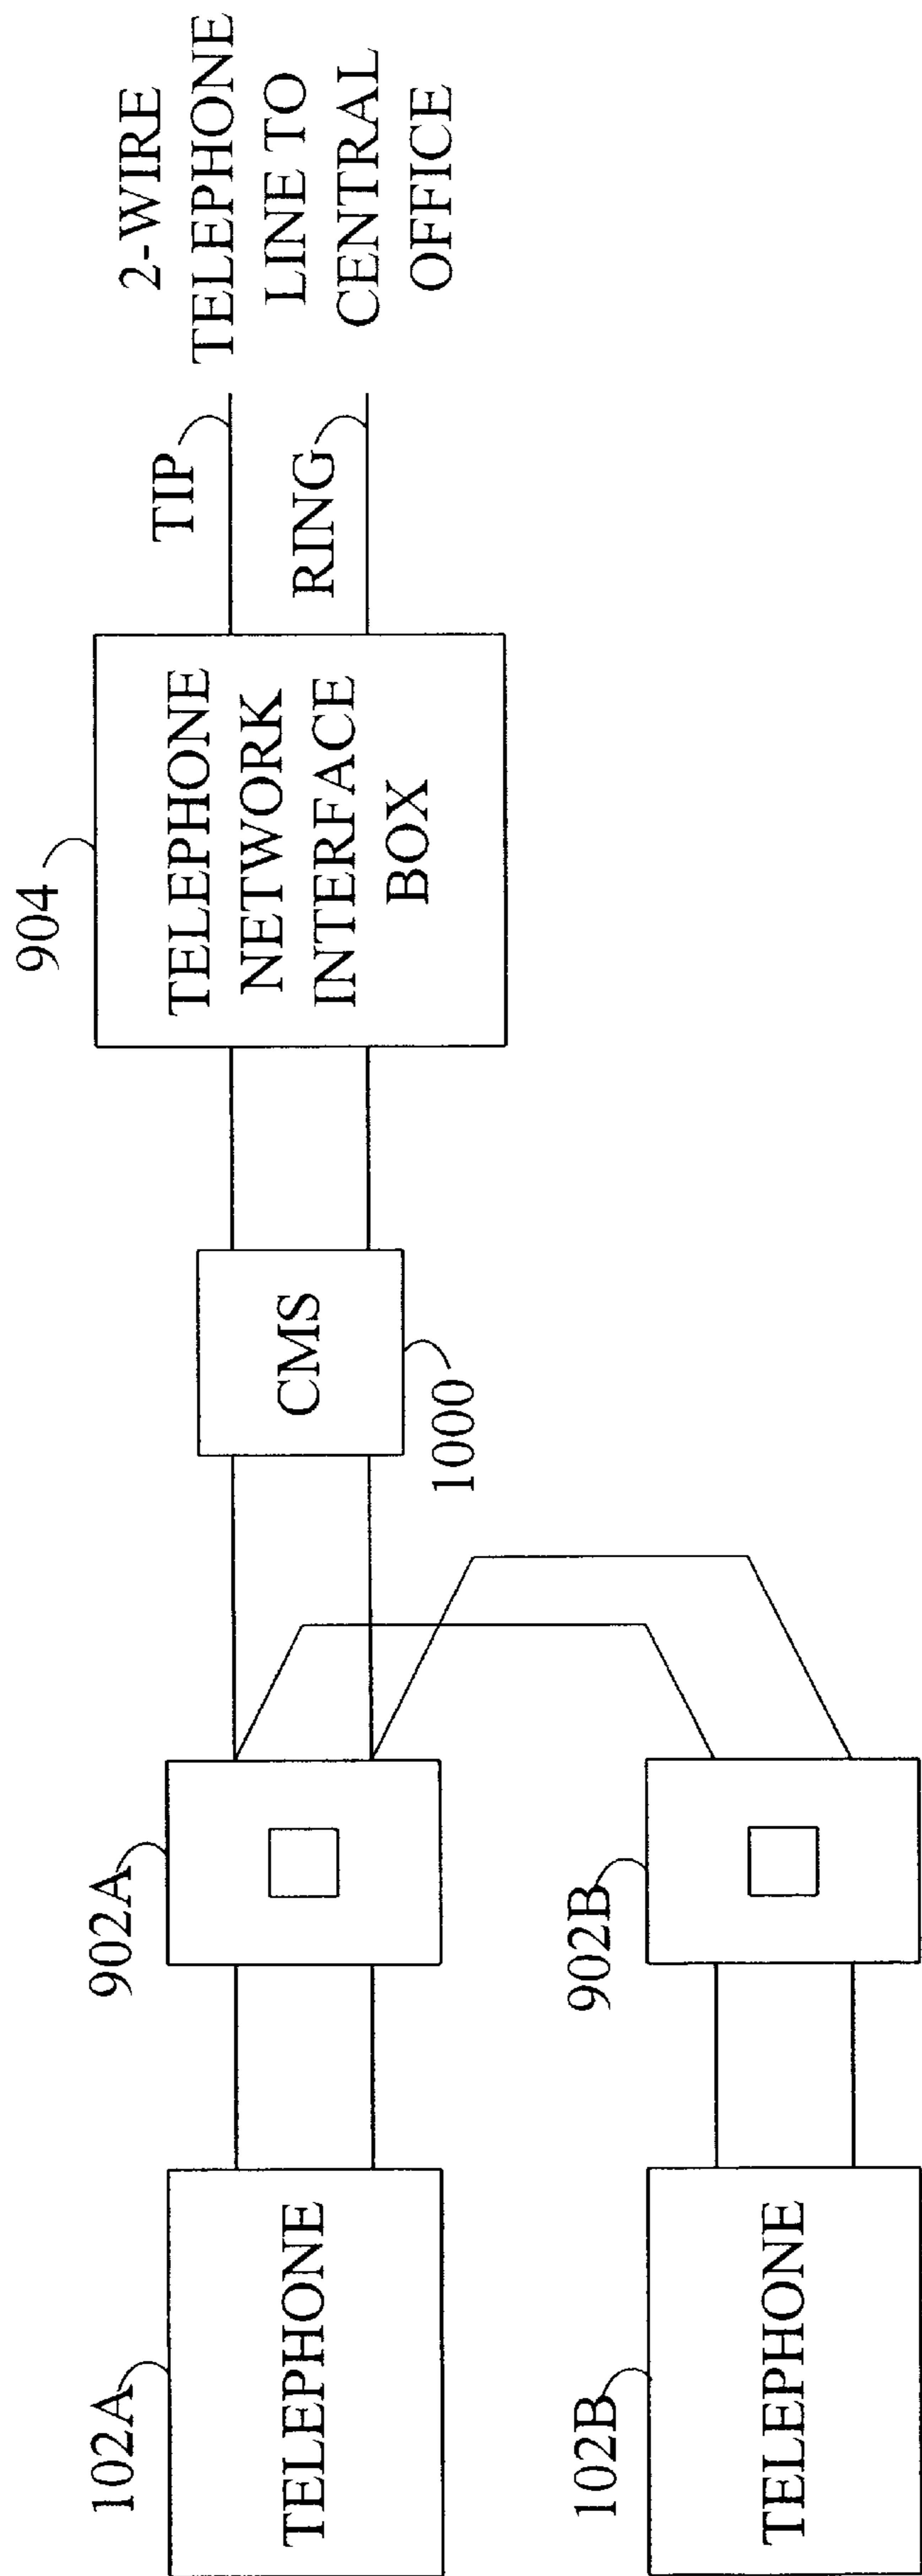 102A
TELEPHONE
902A
CMS
1000
904
TELEPHONE
NETWORK
INTERFACE
BOX
TIP
RING
2-WIRE
TELEPHONE
LINE TO
CENTRAL
OFFICE
102B
TELEPHONE
902B